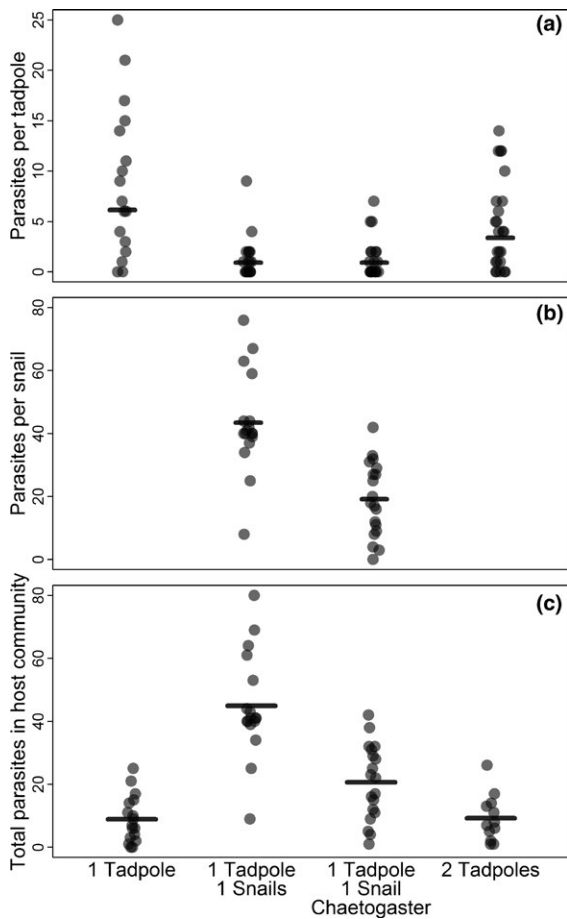 (a)
Parasites per tadpole
25
20
15
10
5
0
(b)
Parasites per snail
80
60
40
20
0
(c)
Total parasites in host community
80
60
40
20
0
1 Tadpole
1 Tadpole
1 Snails
1 Tadpole
1 Snail
Chaetogaster
2 Tadpoles